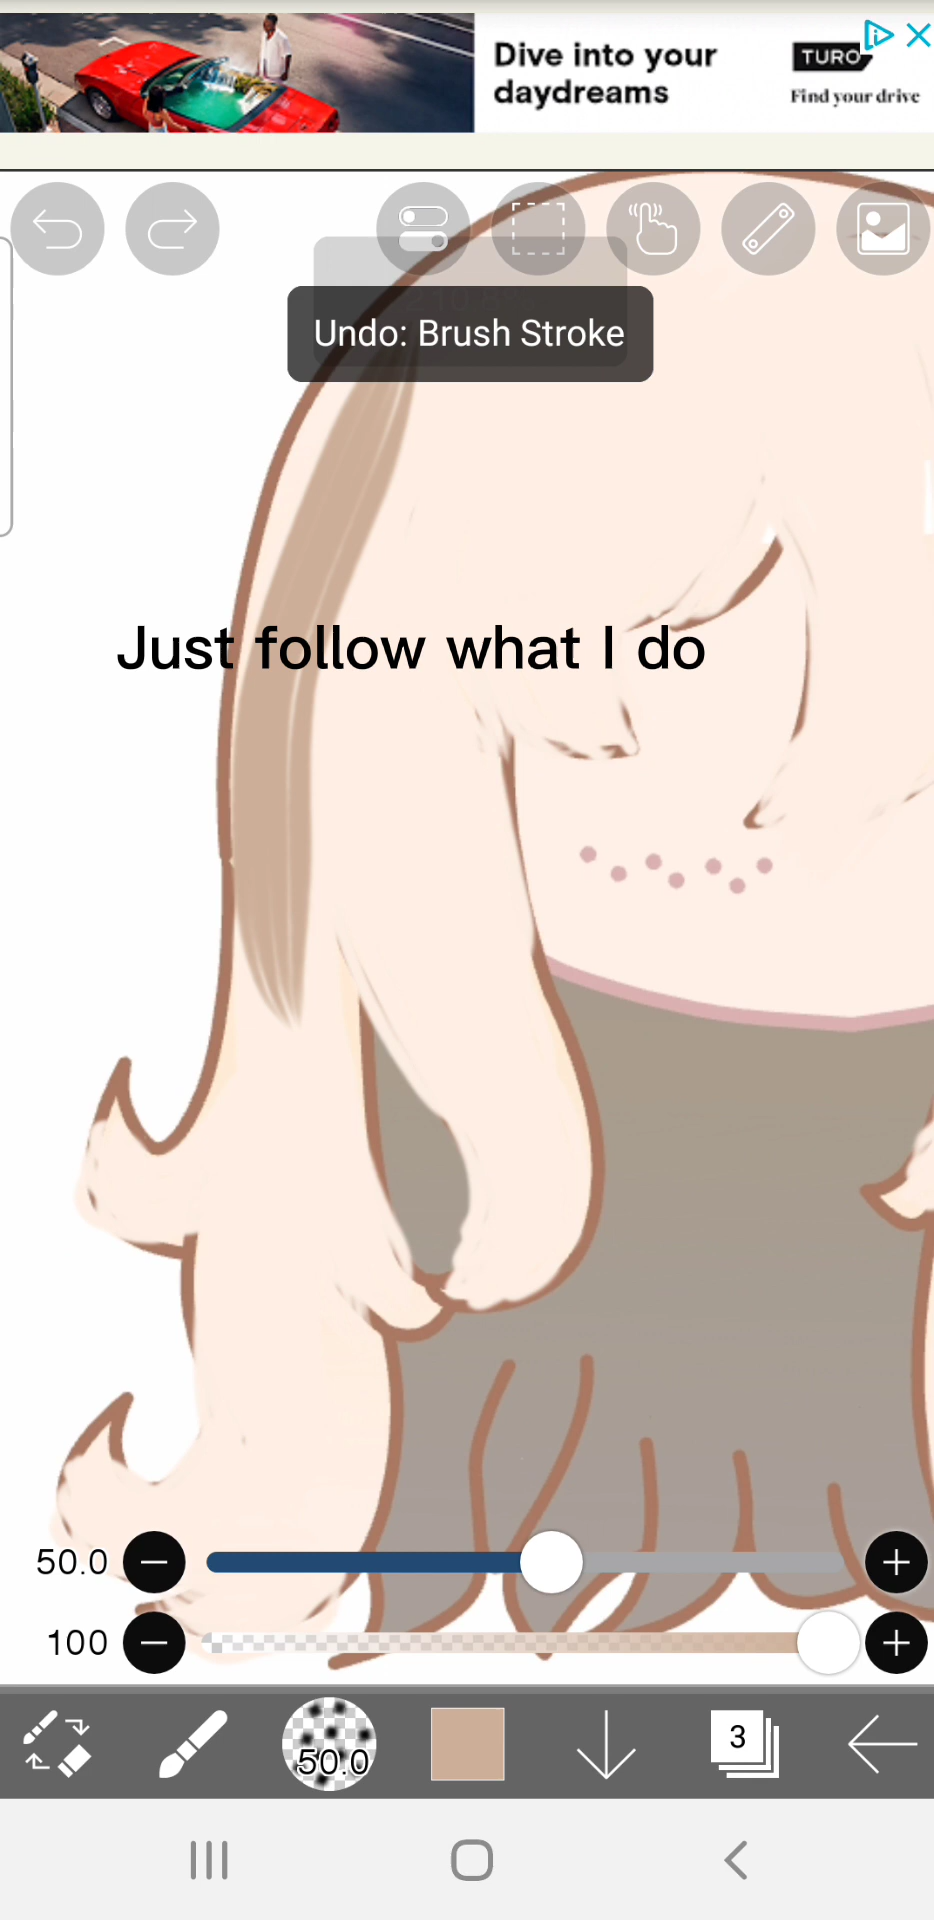 Dive into your
daydreams
TURO
Find your drive
Undo: Brush Stroke
Just follow what I do
50.0
100
50.0
3